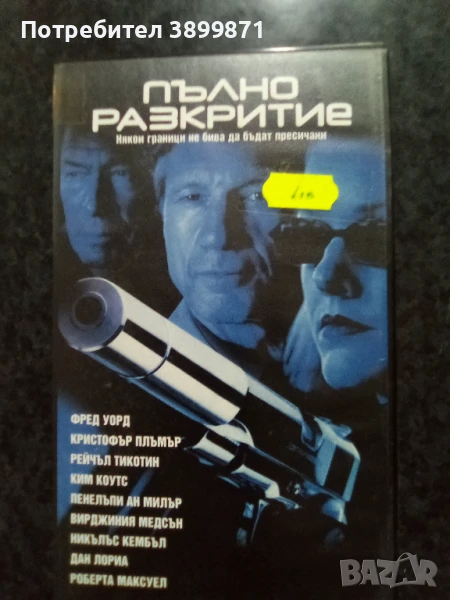 Потребител 3899871
ПЪЛНО
РАЗКРИТИЕ
Някои граници не бива да бъдат пресичани
ФРЕД УОРД
КРИСТОФЪР ПЛЪМЪР
РЕЙЧЪЛ ТИКОТИН
КИМ КОУТС
ПЕНЕЛЪПИ АН МИЛЪР
ВИРДЖИНИЯ МЕДСЪН
НИКЪЛЪС КЕМБЪЛ
ДАН ЛОРИА
РОБЕРТА МАКСУЕЛ
BAZAR